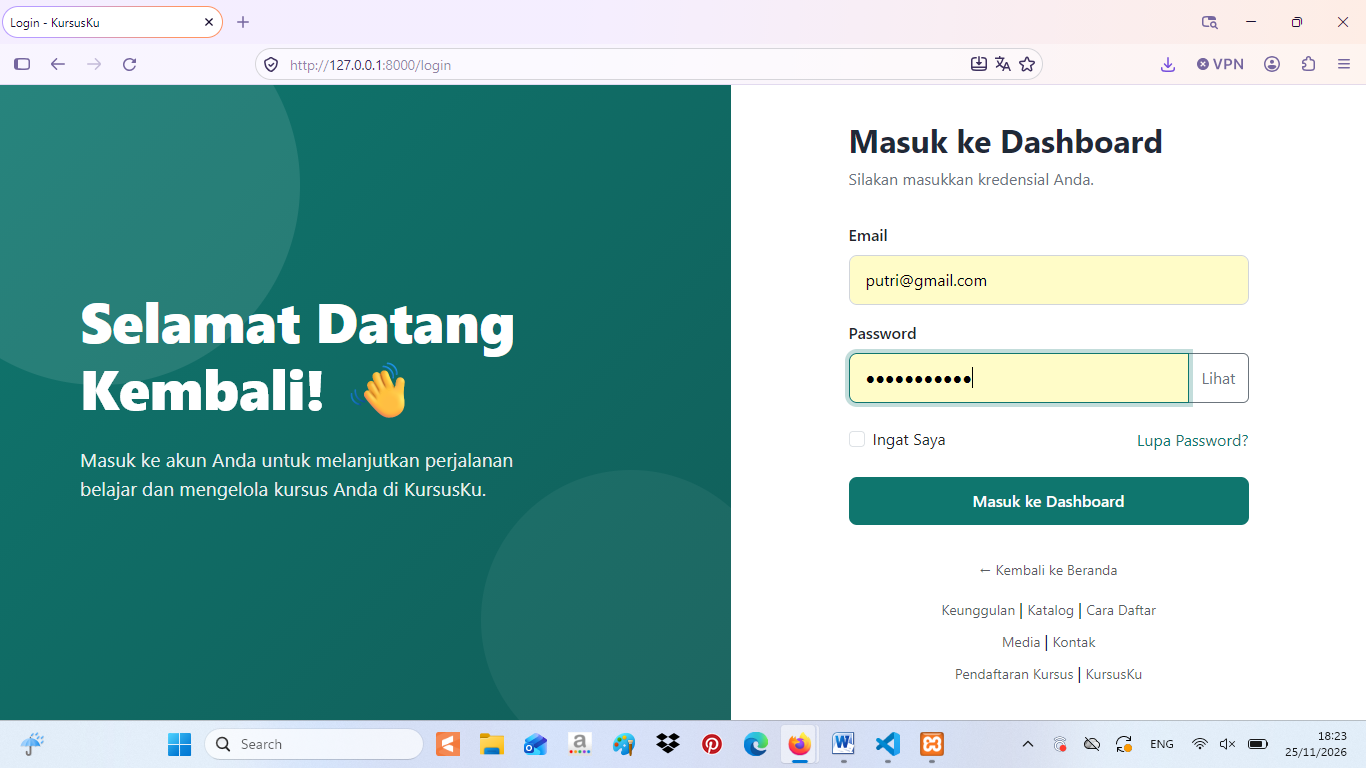 Login - KursusKu
http://127.0.0.1:8000/login
VPN
Selamat Datang
Kembali! 👋
Masuk ke akun Anda untuk melanjutkan perjalanan
belajar dan mengelola kursus Anda di KursusKu.
Masuk ke Dashboard
Silakan masukkan kredensial Anda.
Email
putri@gmail.com
Password
●●●●●●●●●●●
Lihat
Ingat Saya
Lupa Password?
Masuk ke Dashboard
← Kembali ke Beranda
Keunggulan | Katalog | Cara Daftar
Media | Kontak
Pendaftaran Kursus | KursusKu
Search
ENG
18:23
25/11/2026